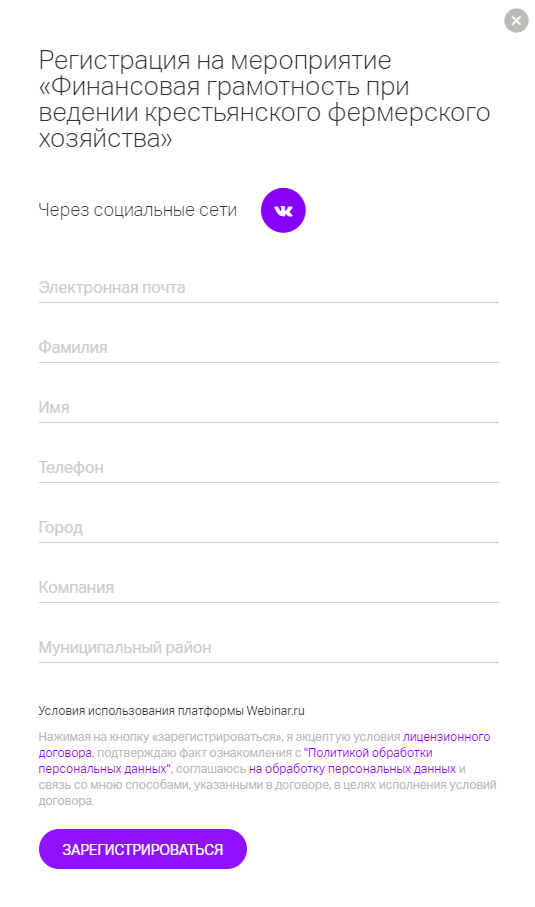 Регистрация на мероприятие
«Финансовая грамотность при
ведении крестьянского фермерского
хозяйства»
Через социальные сети
Электронная почта
Фамилия
Имя
Телефон
Город
Компания
Муниципальный район
Условия использования платформы Webinar.ru
Нажимая на кнопку «зарегистрироваться», я акцептую условия лицензионного
договора, подтверждаю факт ознакомления с "Политикой обработки
персональных данных", соглашаюсь на обработку персональных данных и
связь со мною способами, указанными в договоре, в целях исполнения условий
договора.
ЗАРЕГИСТРИРОВАТЬСЯ